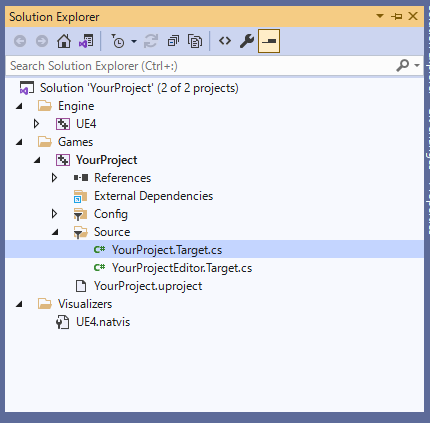 Solution Explorer
Search Solution Explorer (Ctrl+;)
Solution 'YourProject' (2 of 2 projects)
Engine
UE4
Games
YourProject
References
External Dependencies
Config
Source
C# YourProject.Target.cs
C# YourProjectEditor.Target.cs
YourProject.uproject
Visualizers
UE4.natvis